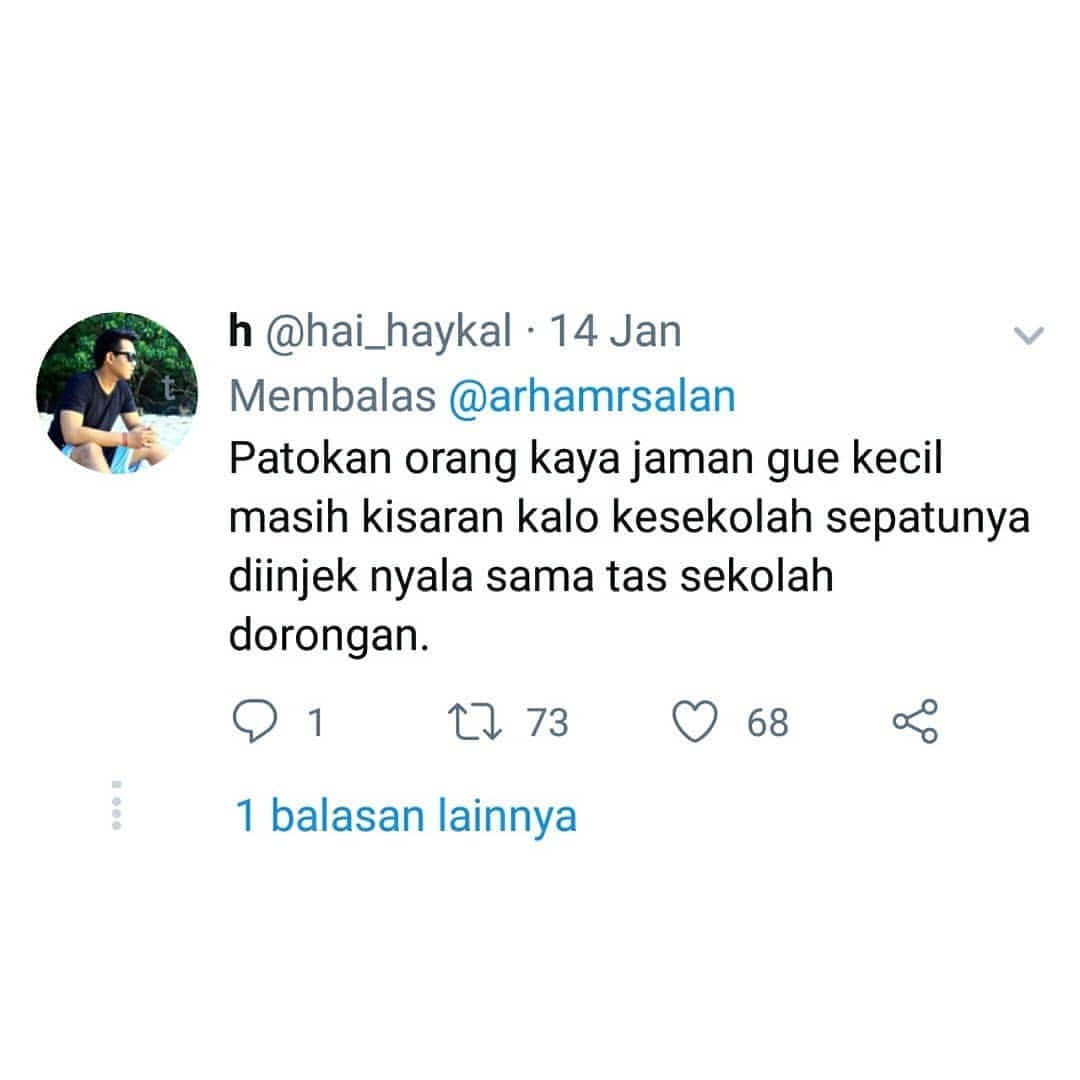 h @hai_haykal · 14 Jan
Membalas @arhamrsalan
Patokan orang kaya jaman gue kecil
masih kisaran kalo kesekolah sepatunya
diinjek nyala sama tas sekolah
dorongan.
1 73 68
1 balasan lainnya